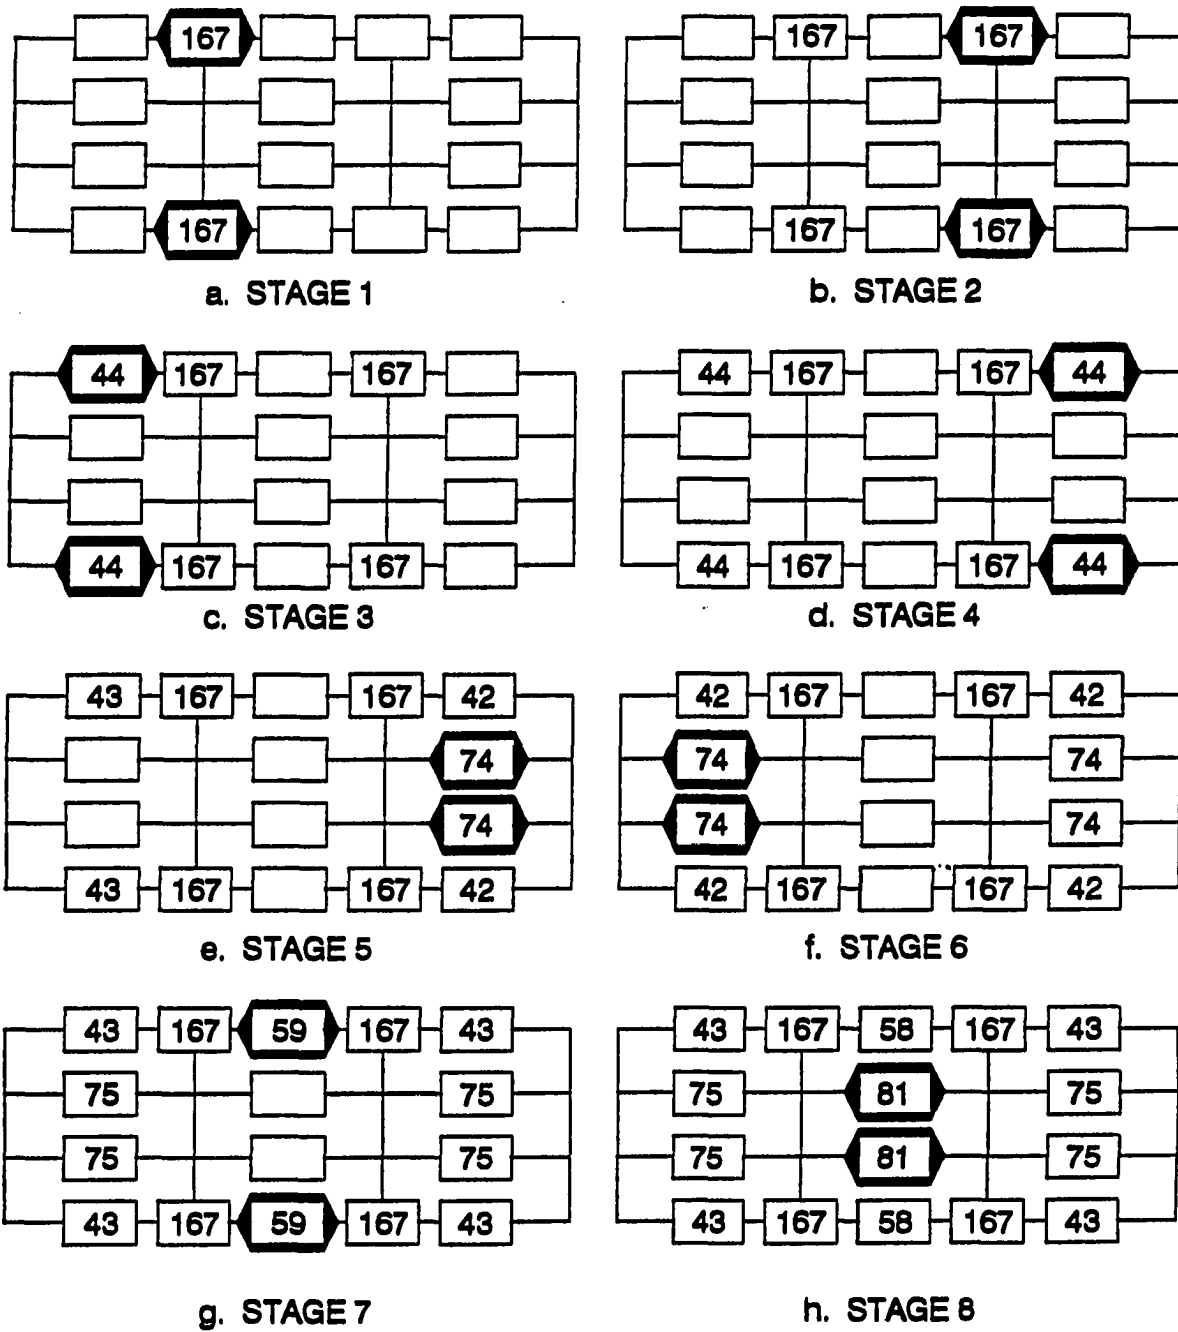 167 167
167 167 167 167
a. STAGE 1 b. STAGE 2
44 167 167 44 167 167 44
44 167 167 44 167 167 44
c. STAGE 3 d. STAGE 4
43 167 167 42 42 167 167 42
74 74 74
74 74 74
43 167 167 42 42 167 167 42
e. STAGE 5 f. STAGE 6
43 167 59 167 43 43 167 58 167 43
75 75 75 81 75
75 75 75 81 75
43 167 59 167 43 43 167 58 167 43
g. STAGE 7 h. STAGE 8